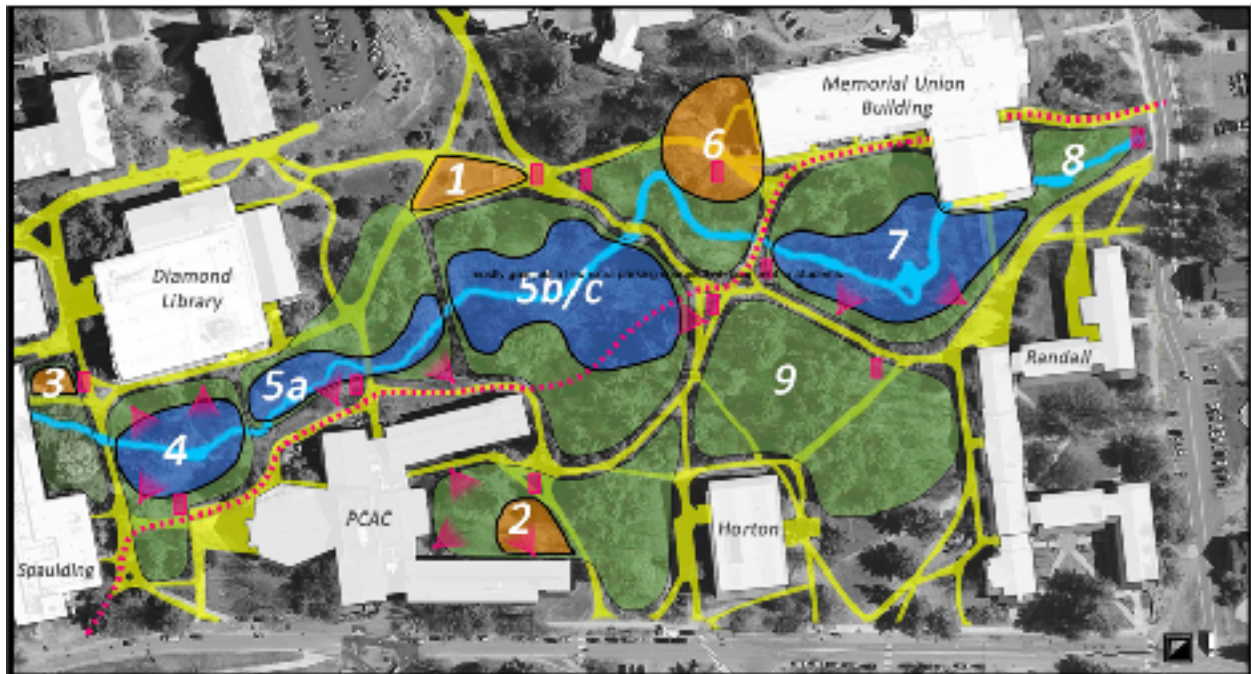 Memorial Union
Building
6
8
1
7
Diamond
Library
5b/c
Randall
3
5a
9
4
PCAC
2
Horton
Spaulding